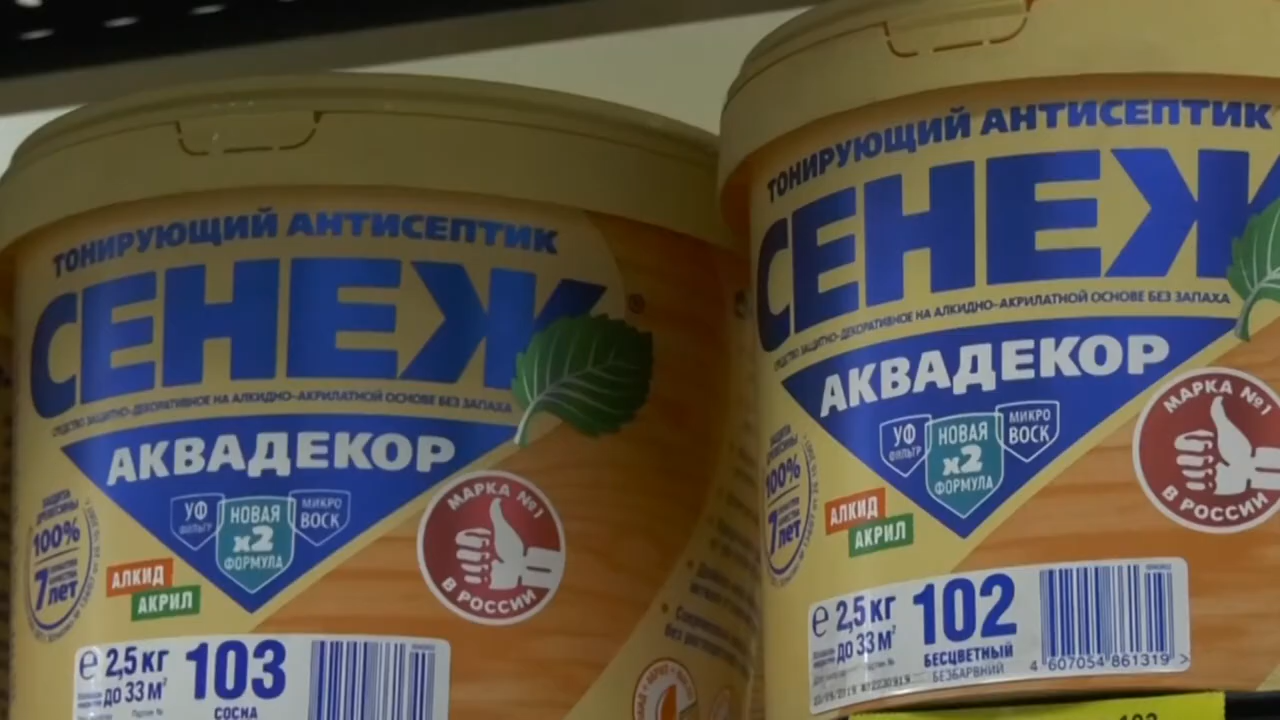 ТОНИРУЮЩИЙ АНТИСЕПТИК
СЕНЕЖ
®
СРЕДСТВО ЗАЩИТНО-ДЕКОРАТИВНОЕ НА АЛКИДНО-АКРИЛАТНОЙ ОСНОВЕ БЕЗ ЗАПАХА
АКВАДЕКОР
УФ
ФИЛЬТР
НОВАЯ
x2
ФОРМУЛА
МИКРО
ВОСК
МАРКА №1
В РОССИИ
ЗАЩИТА
ДРЕВЕСИНЫ
100%
7 лет
АЛКИД
АКРИЛ
e 2,5 КГ
ДО 33 М²
103
СОСНА
ТОНИРУЮЩИЙ АНТИСЕПТИК
СЕНЕЖ
СРЕДСТВО ЗАЩИТНО-ДЕКОРАТИВНОЕ НА АЛКИДНО-АКРИЛАТНОЙ ОСНОВЕ БЕЗ ЗАПАХА
АКВАДЕКОР
УФ
ФИЛЬТР
НОВАЯ
x2
ФОРМУЛА
МИКРО
ВОСК
МАРКА №1
В РОССИИ
ЗАЩИТА
ДРЕВЕСИНЫ
100%
7 лет
АЛКИД
АКРИЛ
e 2,5 КГ
ДО 33 М²
102
БЕСЦВЕТНЫЙ
БЕЗБАРВНИЙ
4 607054 861319 >